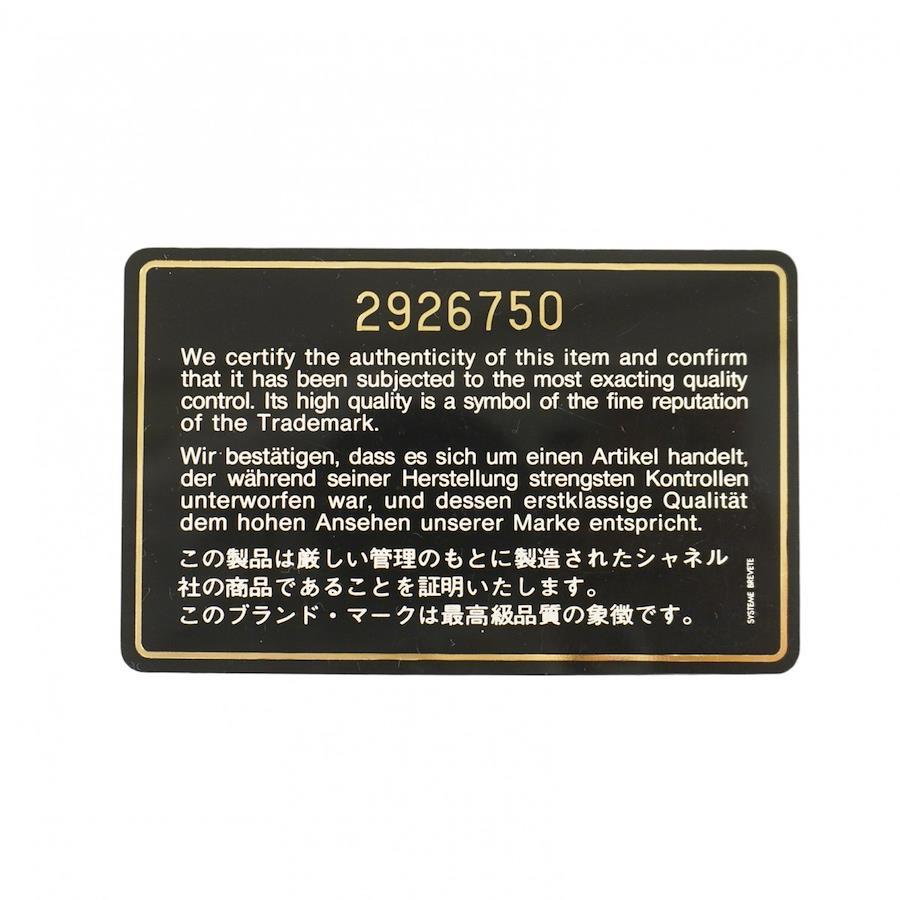 2926750
We certify the authenticity of this item and confirm
that it has been subjected to the most exacting quality
control. Its high quality is a symbol of the fine reputation
of the Trademark.
Wir bestätigen, dass es sich um einen Artikel handelt,
der während seiner Herstellung strengsten Kontrollen
unterworfen war, und dessen erstklassige Qualität
dem hohen Ansehen unserer Marke entspricht.
この製品は厳しい管理のもとに製造されたシャネル
社の商品であることを証明いたします。
このブランド・マークは最高級品質の象徴です。
SYSTEME BREVETE